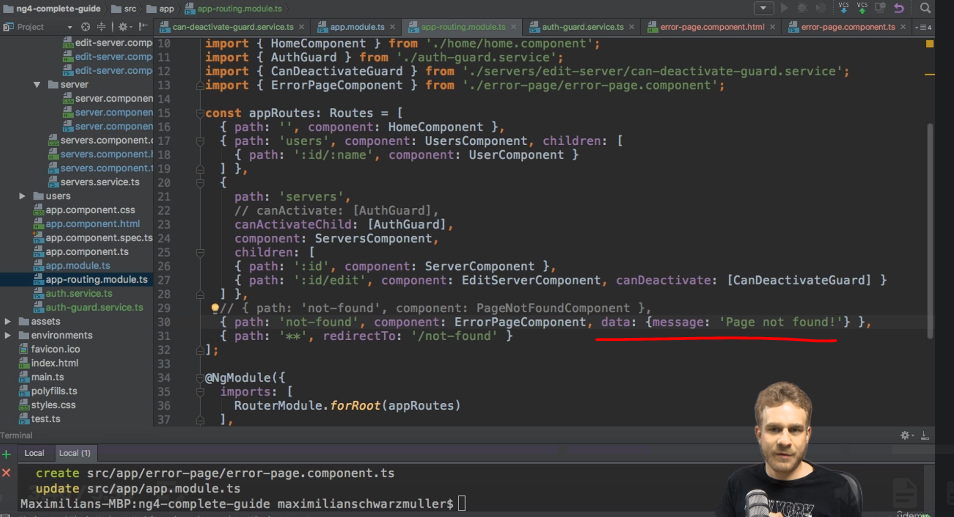 ng4-complete-guide src app app-routing.module.ts
Project
can-deactivate-guard.service.ts app.module.ts app-routing.module.ts auth-guard.service.ts error-page.component.html error-page.component.ts
edit-server.comp
edit-server.comp
edit-server.comp
server
server.componen
server.componen
server.componen
servers.component.c
servers.component.h
servers.component.t
servers.service.ts
users
app.component.css
app.component.html
app.component.spec.ts
app.component.ts
app.module.ts
app-routing.module.ts
auth.service.ts
auth-guard.service.ts
assets
environments
favicon.ico
index.html
main.ts
polyfills.ts
styles.css
test.ts
10 import { HomeComponent } from './home/home.component';
11 import { AuthGuard } from './auth-guard.service';
12 import { CanDeactivateGuard } from './servers/edit-server/can-deactivate-guard.service';
13 import { ErrorPageComponent } from './error-page/error-page.component';
14
15 const appRoutes: Routes = [
16 { path: '', component: HomeComponent },
17 { path: 'users', component: UsersComponent, children: [
18 { path: ':id/:name', component: UserComponent }
19 ] },
20 {
21 path: 'servers',
22 // canActivate: [AuthGuard],
23 canActivateChild: [AuthGuard],
24 component: ServersComponent,
25 children: [
26 { path: ':id', component: ServerComponent },
27 { path: ':id/edit', component: EditServerComponent, canDeactivate: [CanDeactivateGuard] }
28 ] },
29 // { path: 'not-found', component: PageNotFoundComponent },
30 { path: 'not-found', component: ErrorPageComponent, data: {message: 'Page not found!'} },
31 { path: '**', redirectTo: '/not-found' }
32 ];
33
34 @NgModule({
35 imports: [
36 RouterModule.forRoot(appRoutes)
37 ],
Terminal
Local Local (1)
create src/app/error-page/error-page.component.ts
update src/app/app.module.ts
Maximilians-MBP:ng4-complete-guide maximilianschwarzmuller$